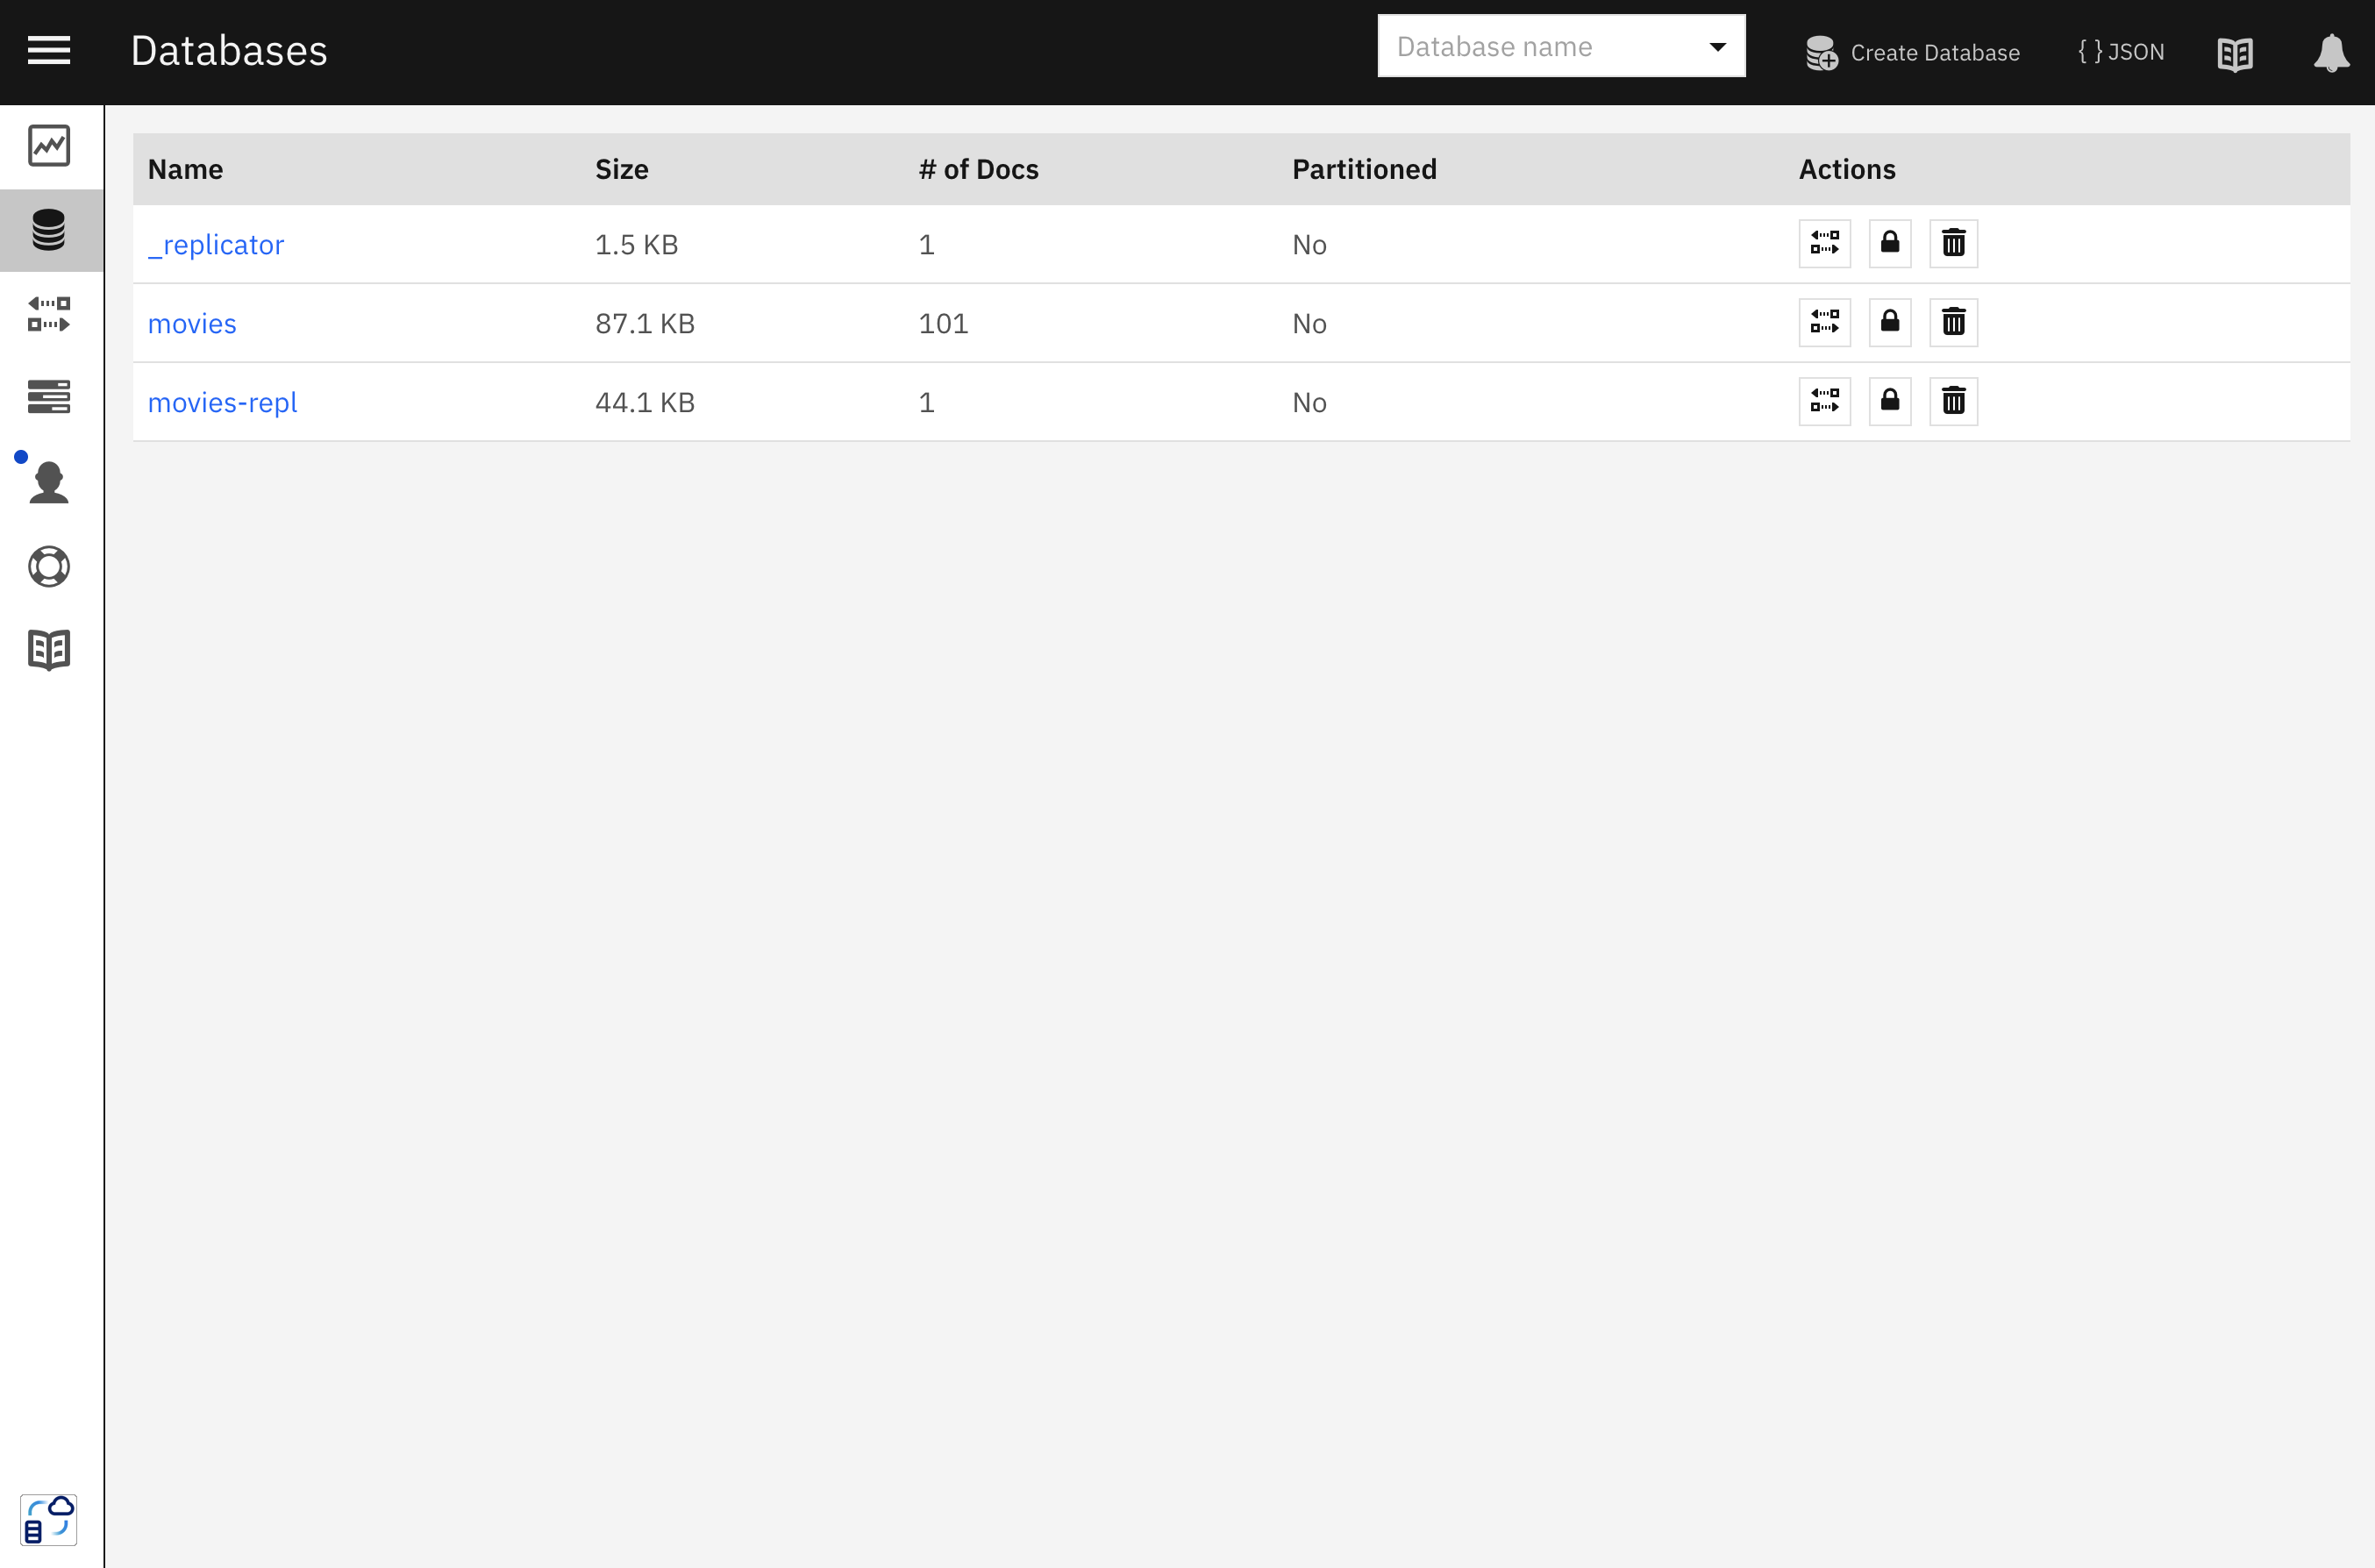 Databases
Database name
Create Database
{ } JSON
Name Size # of Docs Partitioned Actions
_replicator 1.5 KB 1 No
movies 87.1 KB 101 No
movies-repl 44.1 KB 1 No